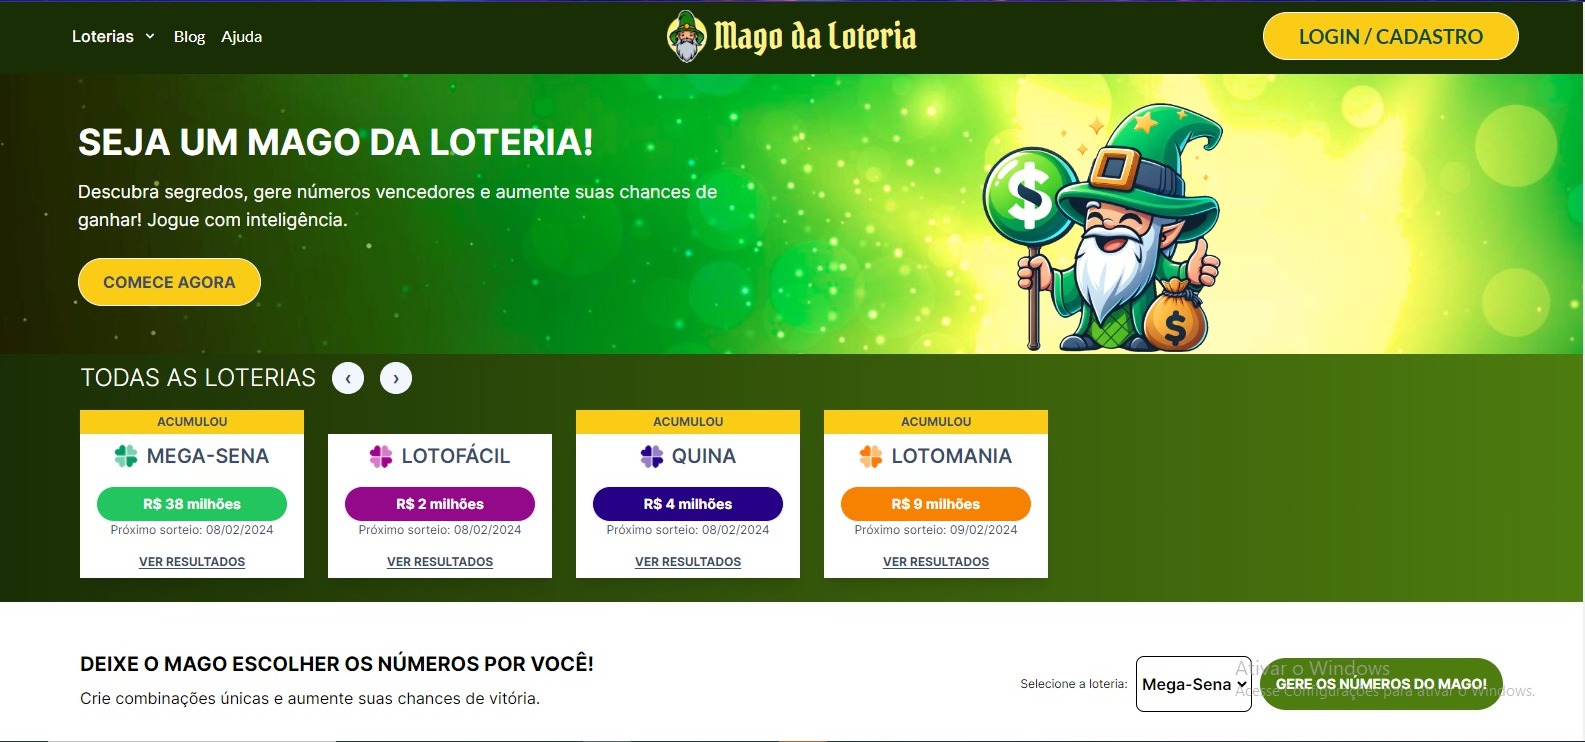 Loterias Blog Ajuda
Mago da Loteria
LOGIN / CADASTRO
SEJA UM MAGO DA LOTERIA!
Descubra segredos, gere números vencedores e aumente suas chances de
ganhar! Jogue com inteligência.
COMECE AGORA
$
$
TODAS AS LOTERIAS ‹ ›
ACUMULOU
MEGA-SENA
R$ 38 milhões
Próximo sorteio: 08/02/2024
VER RESULTADOS
LOTOFÁCIL
R$ 2 milhões
Próximo sorteio: 08/02/2024
VER RESULTADOS
ACUMULOU
QUINA
R$ 4 milhões
Próximo sorteio: 08/02/2024
VER RESULTADOS
ACUMULOU
LOTOMANIA
R$ 9 milhões
Próximo sorteio: 09/02/2024
VER RESULTADOS
DEIXE O MAGO ESCOLHER OS NÚMEROS POR VOCÊ!
Crie combinações únicas e aumente suas chances de vitória.
Selecione a loteria: Mega-Sena
GERE OS NÚMEROS DO MAGO!
Ativar o Windows
Acesse Configurações para ativar o Windows.